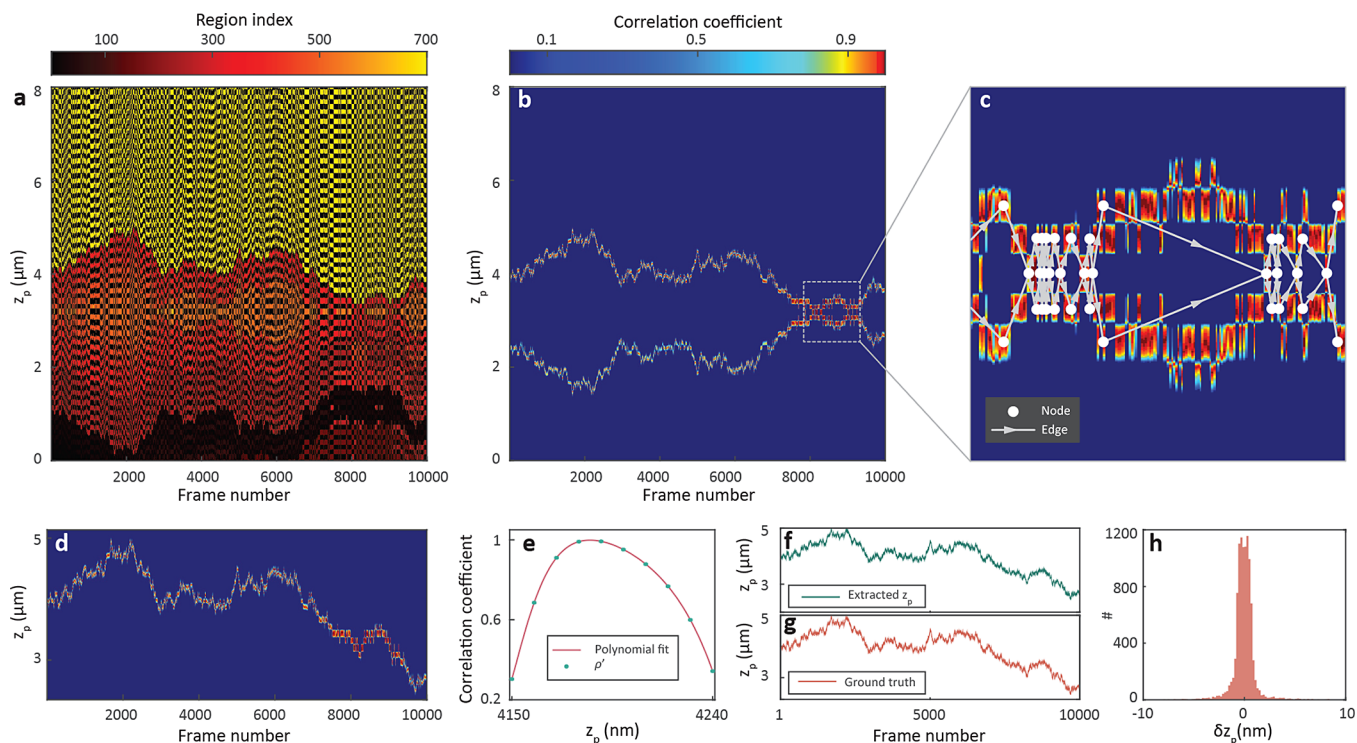 Region index
100 300 500 700
Correlation coefficient
0.1 0.5 0.9
a
8
6
4
2
0
z_p (μm)
2000 4000 6000 8000 10000
Frame number
b
8
6
4
2
0
z_p (μm)
2000 4000 6000 8000 10000
Frame number
c
Node
Edge
d
5
3
z_p (μm)
2000 4000 6000 8000 10000
Frame number
e
1
0.6
0.2
Correlation coefficient
Polynomial fit
ρ'
4150 4240
z_p (nm)
f
5
3
z_p (μm)
Extracted z_p
g
5
3
z_p (μm)
Ground truth
1 5000 10000
Frame number
h
1200
800
400
0
#
-10 0 10
δz_p(nm)